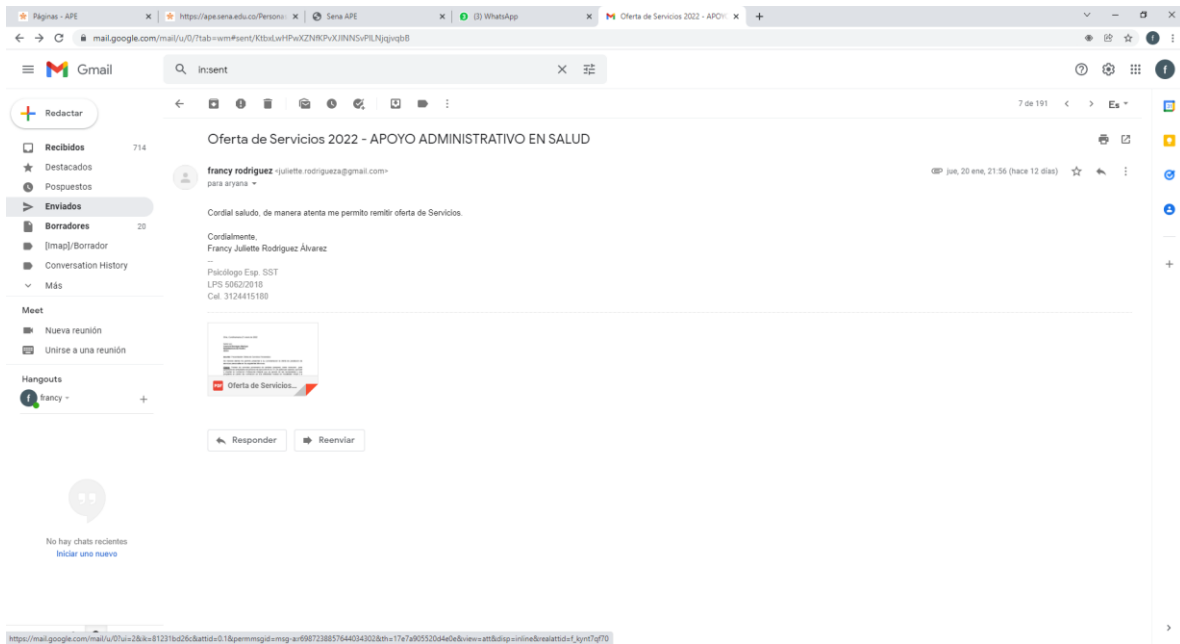 Páginas - APE
https://ape.sena.edu.co/Persona
Sena APE
(3) WhatsApp
Oferta de Servicios 2022 - APOY
mail.google.com/mail/u/0/?tab=wm#sent/KtbxLwHPwXZNfKPvXJlNNSvPlLNjqjvqbB
Gmail
in:sent
Redactar
7 de 191
Es
Recibidos 714
Destacados
Pospuestos
Enviados
Borradores 20
[Imap]/Borrador
Conversation History
Más
Meet
Nueva reunión
Unirse a una reunión
Hangouts
francy
No hay chats recientes
Iniciar uno nuevo
Oferta de Servicios 2022 - APOYO ADMINISTRATIVO EN SALUD
francy rodriguez <juliette.rodrigueza@gmail.com>
jue, 20 ene, 21:56 (hace 12 días)
para aryana
Cordial saludo, de manera atenta me permito remitir oferta de Servicios.
Cordialmente,
Francy Juliette Rodriguez Álvarez
--
Psicólogo Esp. SST
LPS 5062/2018
Cel. 3124415180
PDF Oferta de Servicios...
Responder
Reenviar
https://mail.google.com/mail/u/0?ui=2&ik=81231bd26c&attid=0.1&permmsgid=msg-a:r6987238857644034302&th=17e7a905520d4e0e&view=att&disp=inline&realattid=f_kynt7qf70